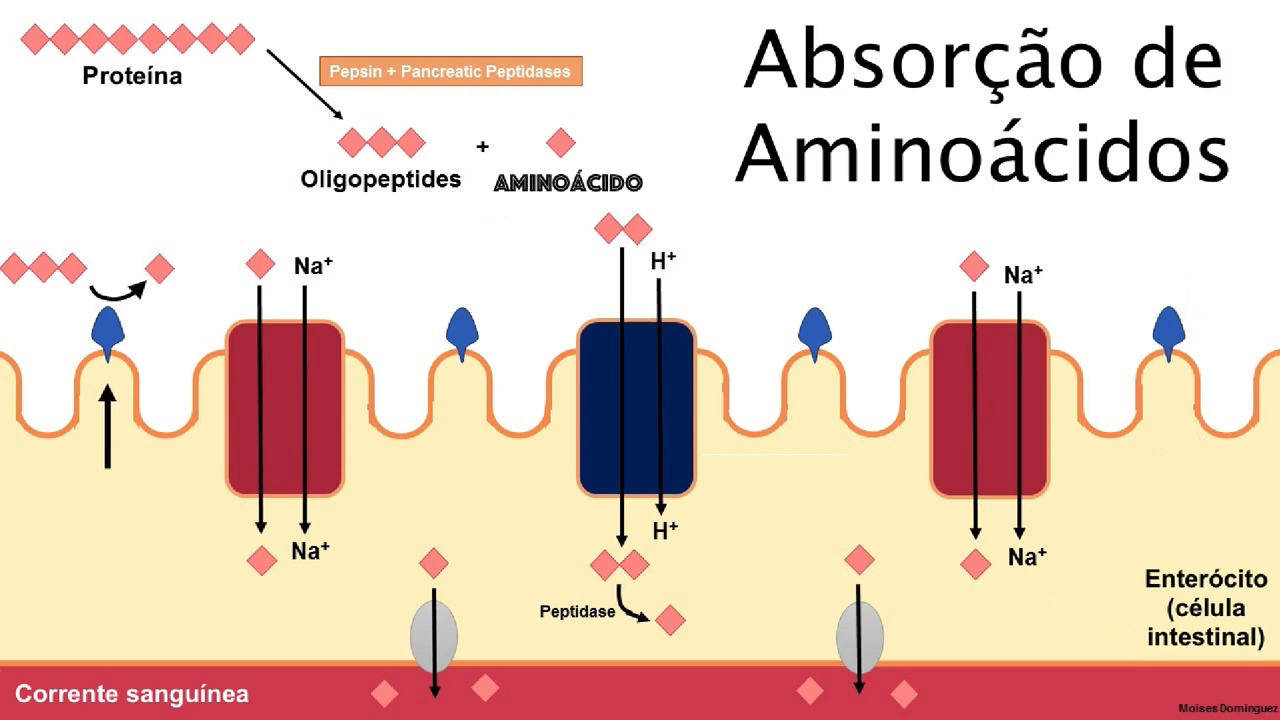 Absorção de
Aminoácidos
Proteína
Pepsin + Pancreatic Peptidases
+
Oligopeptides
AMINOÁCIDO
Na⁺
H⁺
Na⁺
Na⁺
H⁺
Na⁺
Peptidase
Enterócito
(célula
intestinal)
Corrente sanguínea
Moises Dominguez